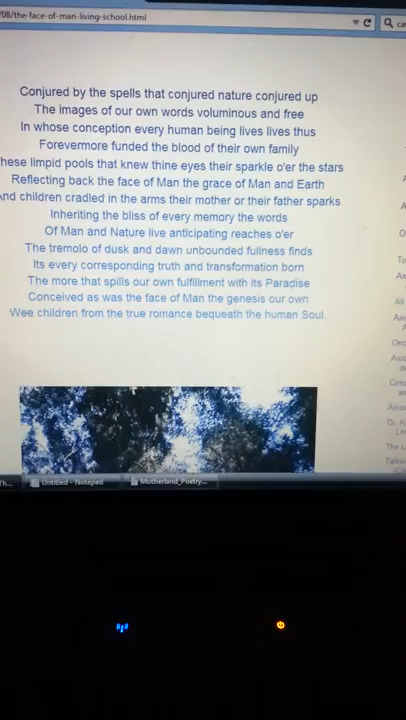 08/the-face-of-man-living-school.html
Conjured by the spells that conjured nature conjured up
The images of our own words voluminous and free
In whose conception every human being lives lives thus
Forevermore funded the blood of their own family
hese limpid pools that knew thine eyes their sparkle o'er the stars
Reflecting back the face of Man the grace of Man and Earth
And children cradled in the arms their mother or their father sparks
Inheriting the bliss of every memory the words
Of Man and Nature live anticipating reaches o'er
The tremolo of dusk and dawn unbounded fullness finds
Its every corresponding truth and transformation born
The more that spills our own fulfillment with its Paradise
Conceived as was the face of Man the genesis our own
Wee children from the true romance bequeath the human Soul.
Untitled - Notepad
Motherland_Poetry...